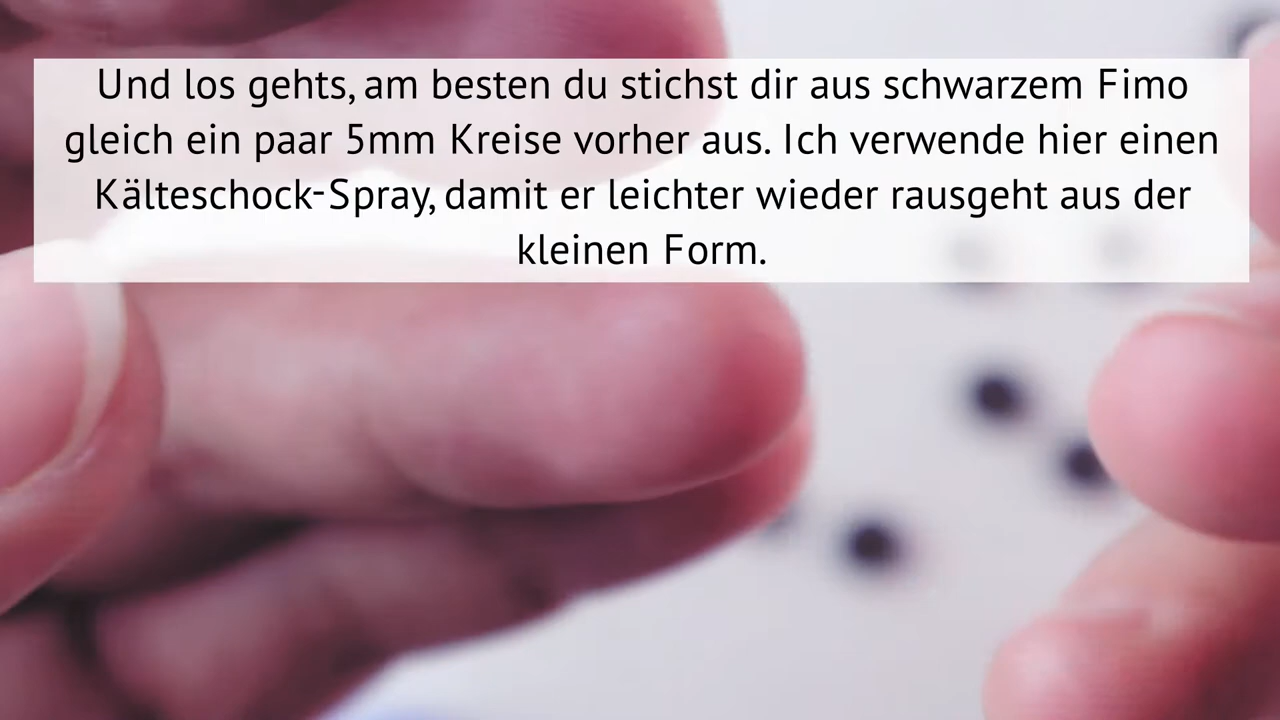 Und los gehts, am besten du stichst dir aus schwarzem Fimo
gleich ein paar 5mm Kreise vorher aus. Ich verwende hier einen
Kälteschock-Spray, damit er leichter wieder rausgeht aus der
kleinen Form.